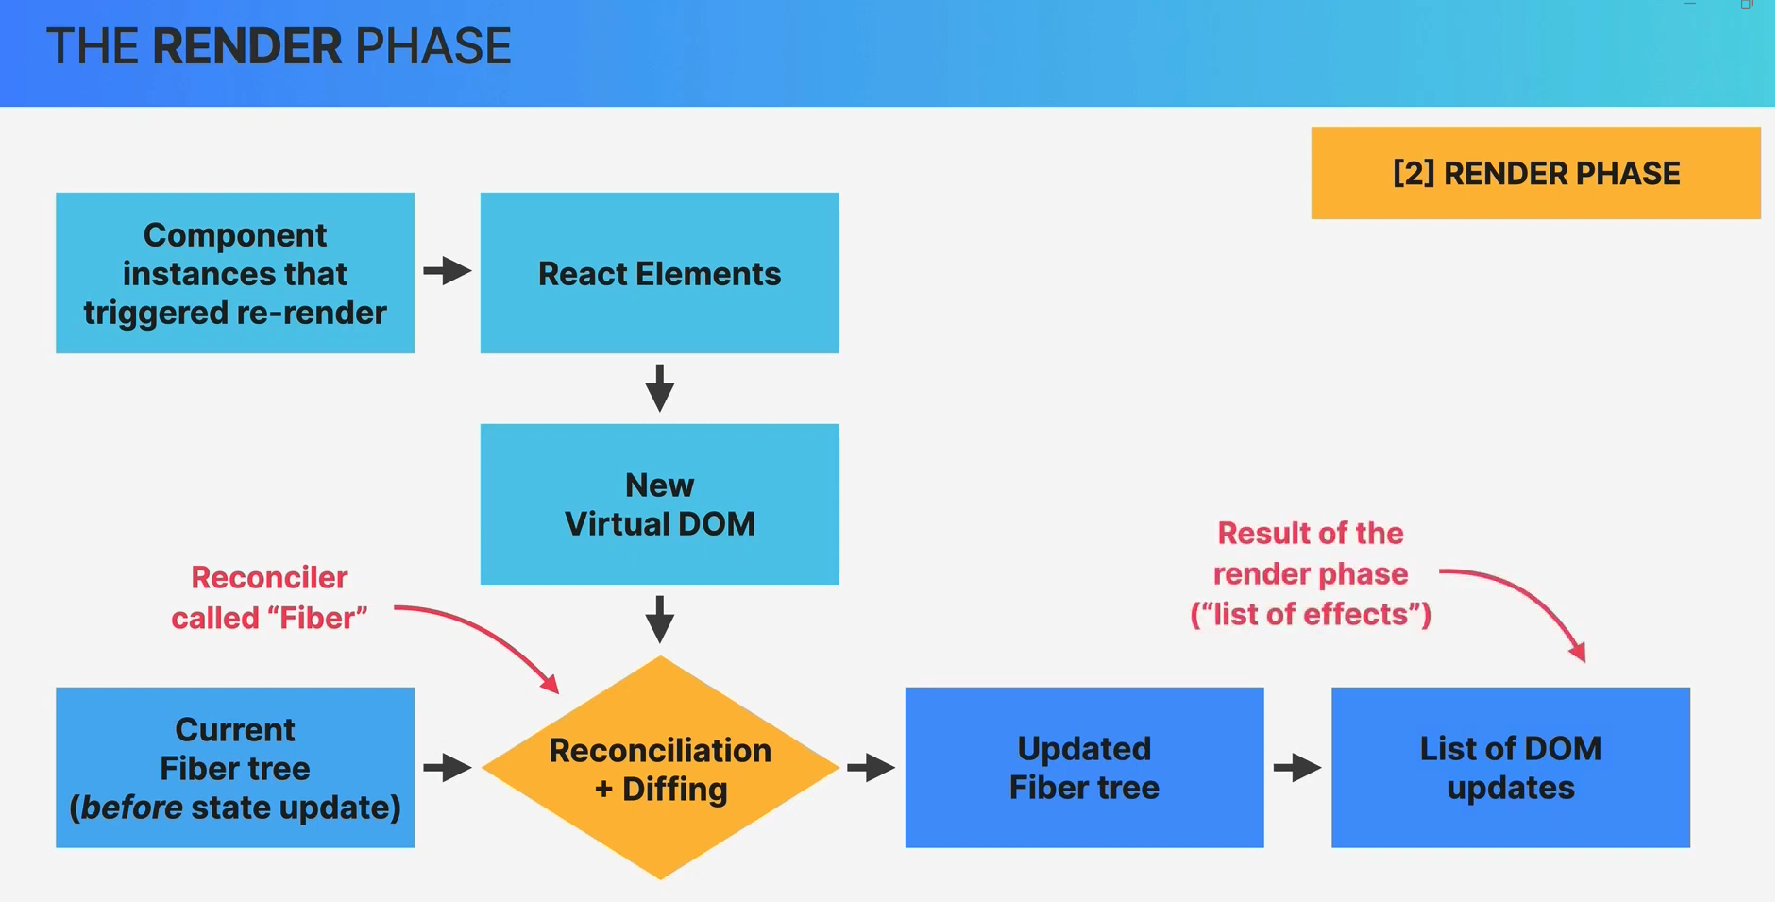 THE RENDER PHASE
[2] RENDER PHASE
Component
instances that
triggered re-render
React Elements
New
Virtual DOM
Reconciler
called “Fiber”
Result of the
render phase
(“list of effects”)
Current
Fiber tree
(before state update)
Reconciliation
+ Diffing
Updated
Fiber tree
List of DOM
updates